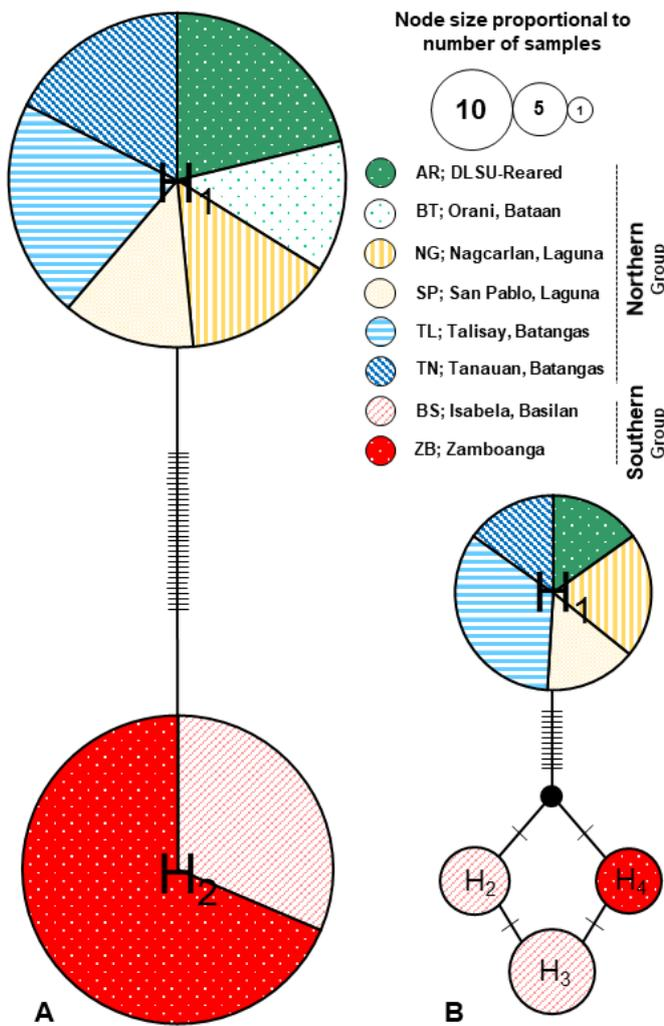 Node size proportional to
number of samples
10 5 1
AR; DLSU-Reared
BT; Orani, Bataan
NG; Nagcarlan, Laguna
SP; San Pablo, Laguna
TL; Talisay, Batangas
TN; Tanauan, Batangas
BS; Isabela, Basilan
ZB; Zamboanga
Northern
Group
Southern
Group
H1
H2
A
H1
H2
H4
H3
B